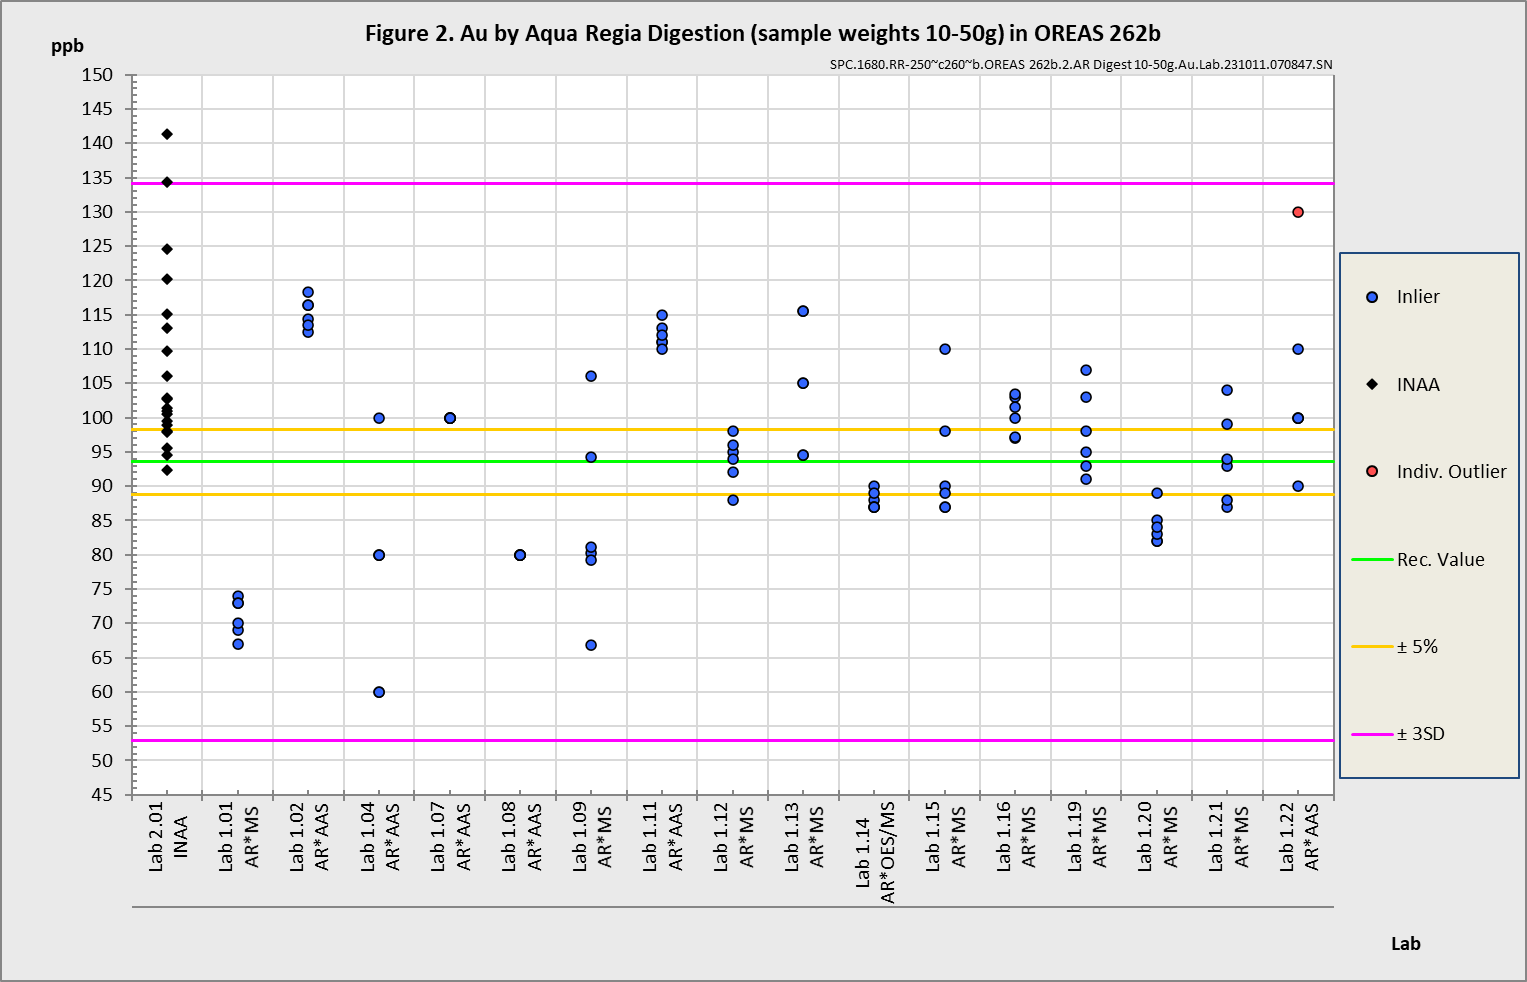 Figure 2. Au by Aqua Regia Digestion (sample weights 10-50g) in OREAS 262b
ppb
SPC.1680.RR-250~c260~b.OREAS 262b.2.AR Digest 10-50g.Au.Lab.231011.070847.SN
150
145
140
135
130
125
120
115
110
105
100
95
90
85
80
75
70
65
60
55
50
45
Inlier
INAA
Indiv. Outlier
Rec. Value
± 5%
± 3SD
Lab 2.01
INAA
Lab 1.01
AR*MS
Lab 1.02
AR*AAS
Lab 1.04
AR*AAS
Lab 1.07
AR*AAS
Lab 1.08
AR*AAS
Lab 1.09
AR*MS
Lab 1.11
AR*AAS
Lab 1.12
AR*MS
Lab 1.13
AR*MS
Lab 1.14
AR*OES/MS
Lab 1.15
AR*MS
Lab 1.16
AR*MS
Lab 1.19
AR*MS
Lab 1.20
AR*MS
Lab 1.21
AR*MS
Lab 1.22
AR*AAS
Lab